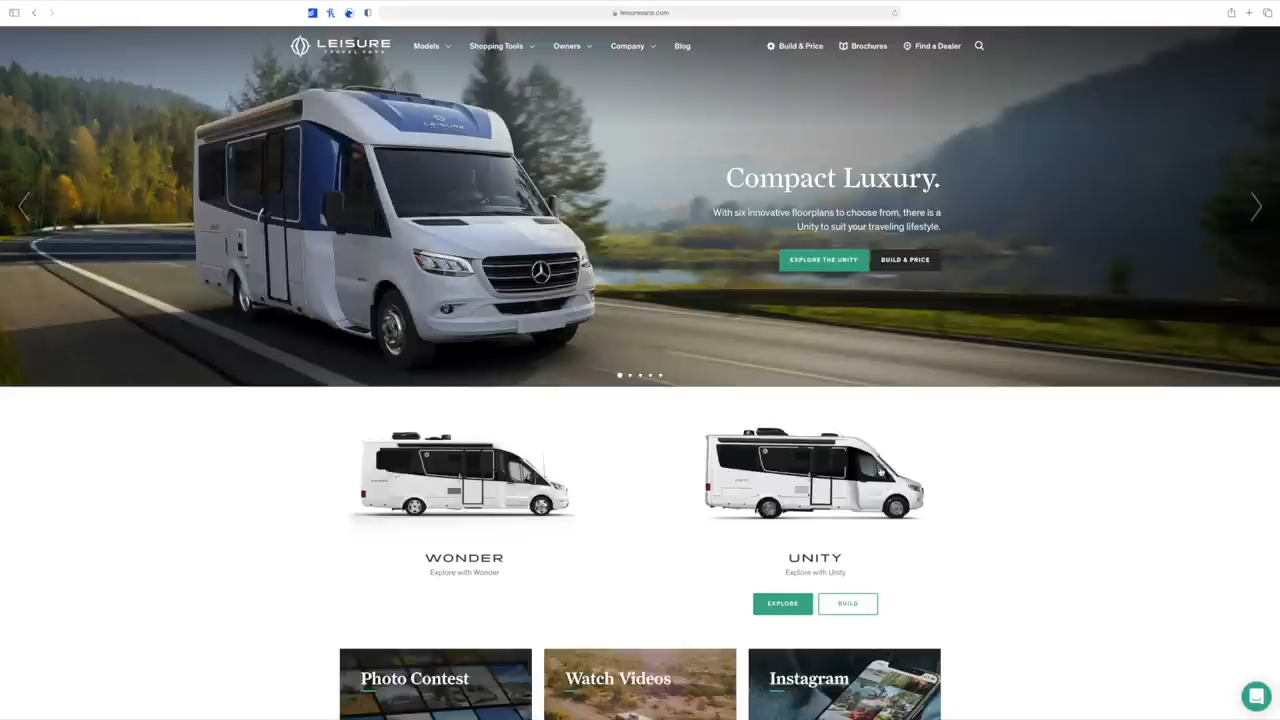 leisurevans.com
LEISURE
TRAVEL VANS
Models
Shopping Tools
Owners
Company
Blog
Build & Price
Brochures
Find a Dealer
LEISURE
Compact Luxury.
With six innovative floorplans to choose from, there is a
Unity to suit your traveling lifestyle.
EXPLORE THE UNITY
BUILD & PRICE
WONDER
Explore with Wonder
UNITY
Explore with Unity
EXPLORE
BUILD
Photo Contest
Watch Videos
Instagram